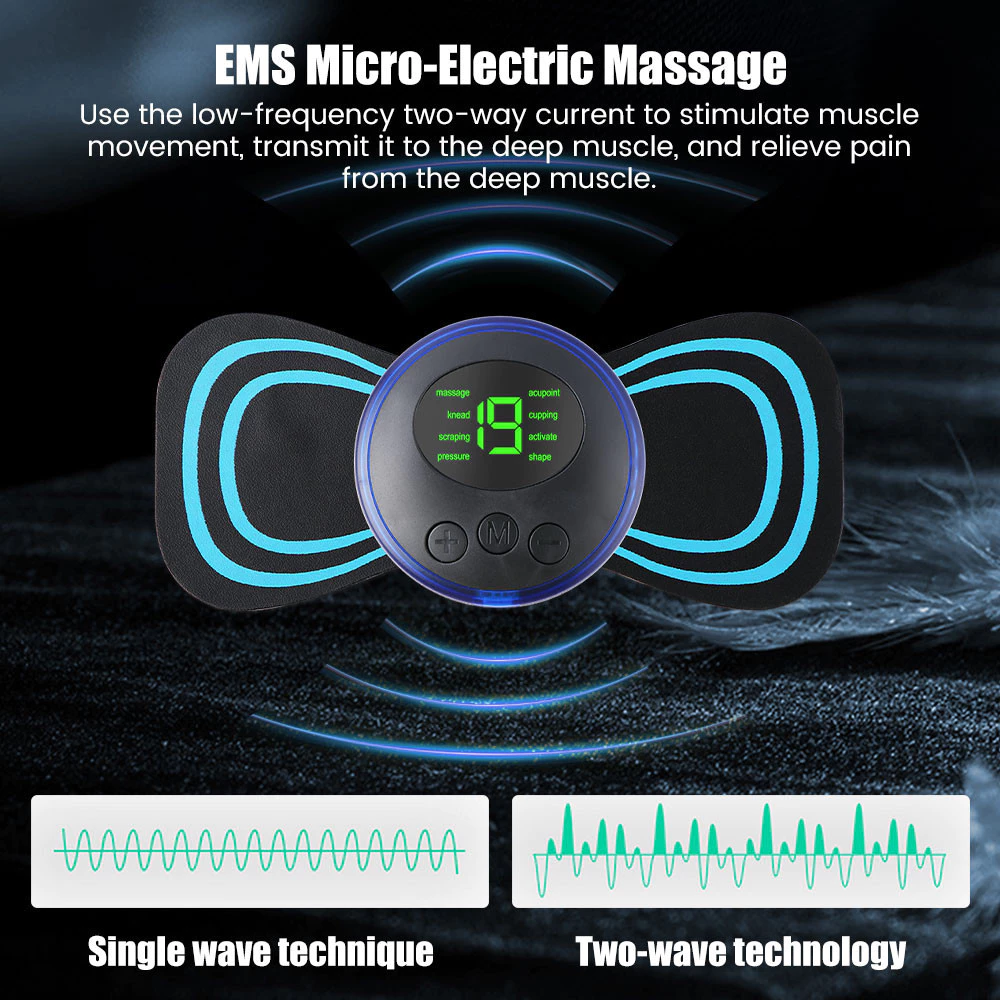 EMS Micro-Electric Massage
Use the low-frequency two-way current to stimulate muscle
movement, transmit it to the deep muscle, and relieve pain
from the deep muscle.
massage acupoint
knead 19 cupping
scraping activate
pressure shape
+ M −
Single wave technique Two-wave technology